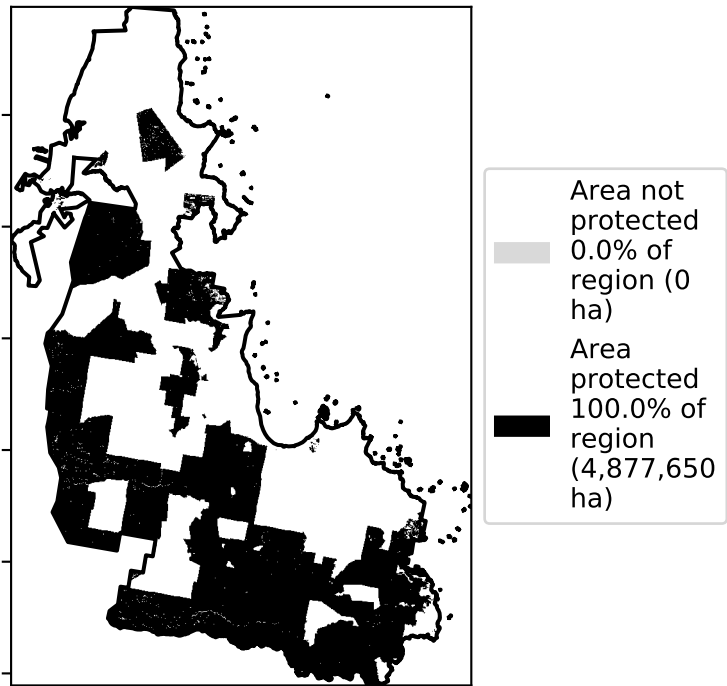 Area not
protected
0.0% of
region (0
ha)
Area
protected
100.0% of
region
(4,877,650
ha)